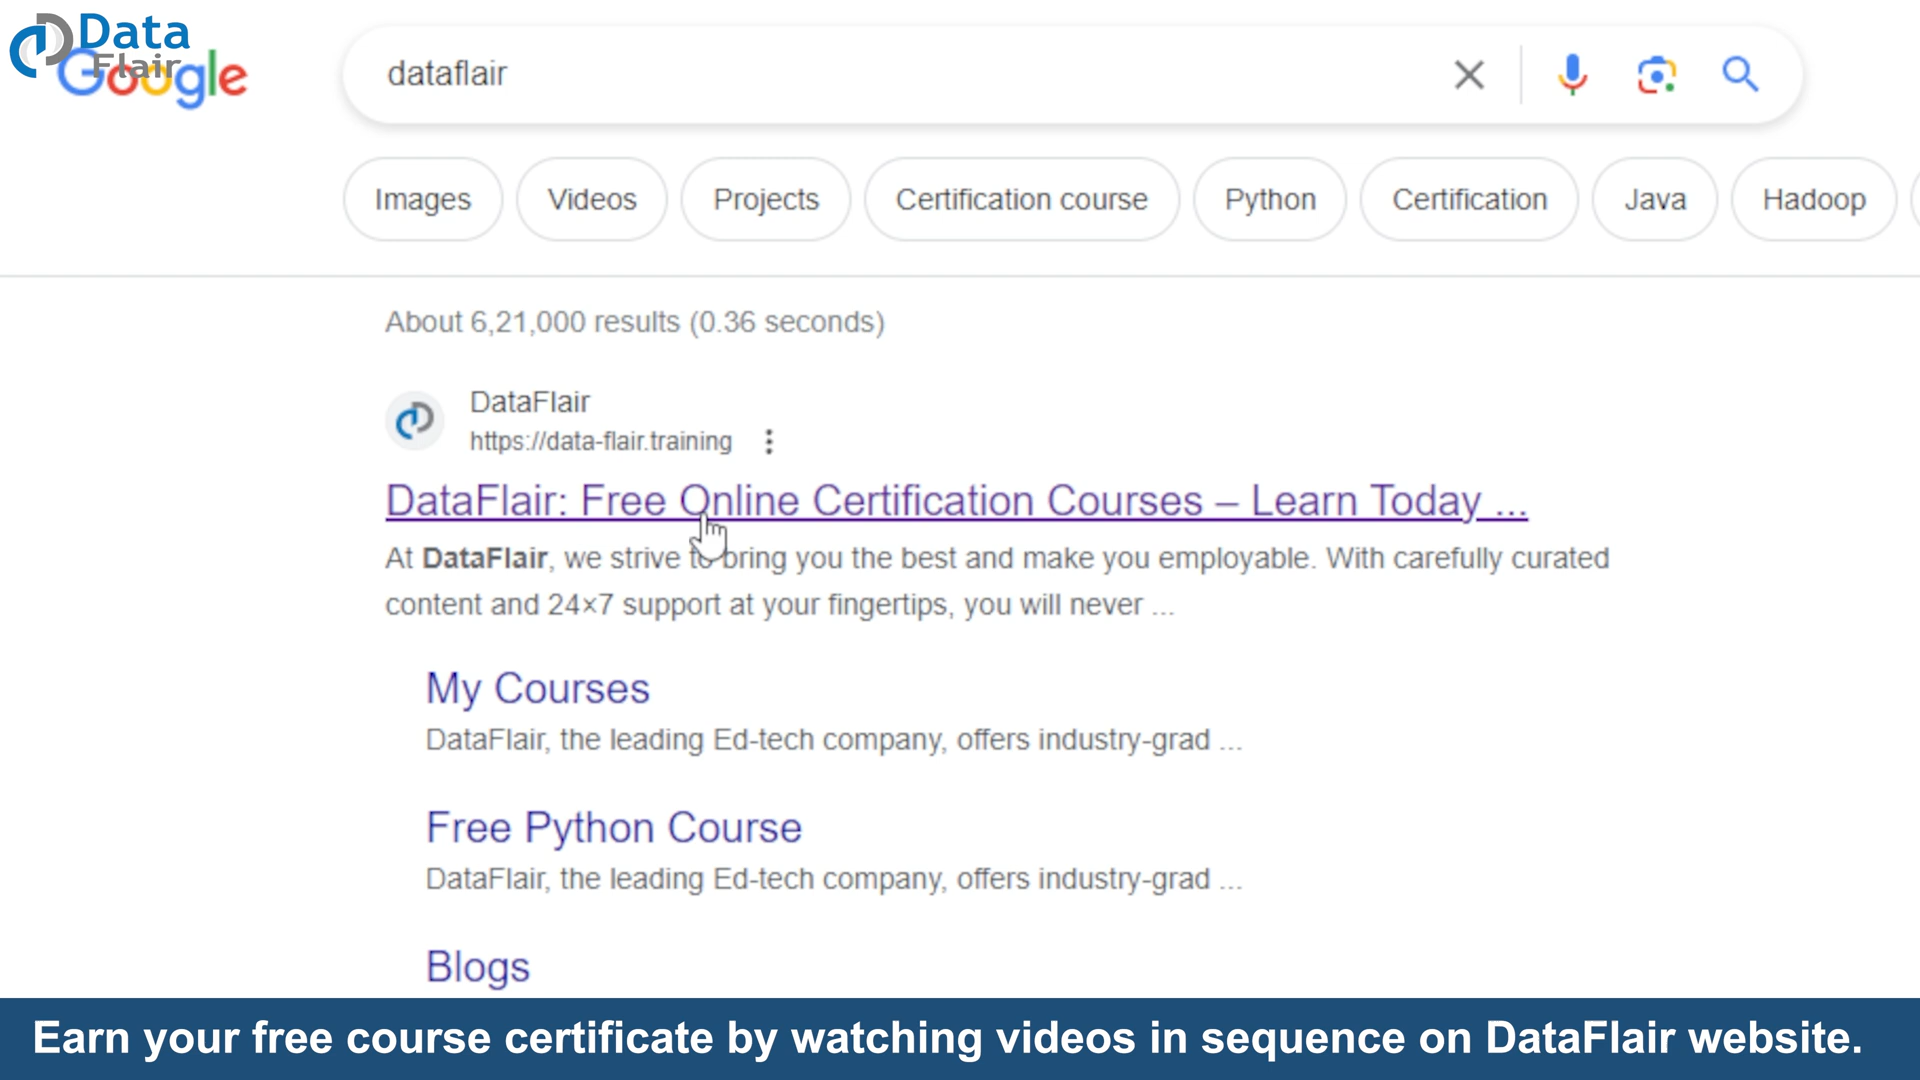 Data
Flair
Google
dataflair
Images
Videos
Projects
Certification course
Python
Certification
Java
Hadoop
About 6,21,000 results (0.36 seconds)
DataFlair
https://data-flair.training
DataFlair: Free Online Certification Courses – Learn Today ...
At DataFlair, we strive to bring you the best and make you employable. With carefully curated
content and 24×7 support at your fingertips, you will never ...
My Courses
DataFlair, the leading Ed-tech company, offers industry-grad ...
Free Python Course
DataFlair, the leading Ed-tech company, offers industry-grad ...
Blogs
Earn your free course certificate by watching videos in sequence on DataFlair website.